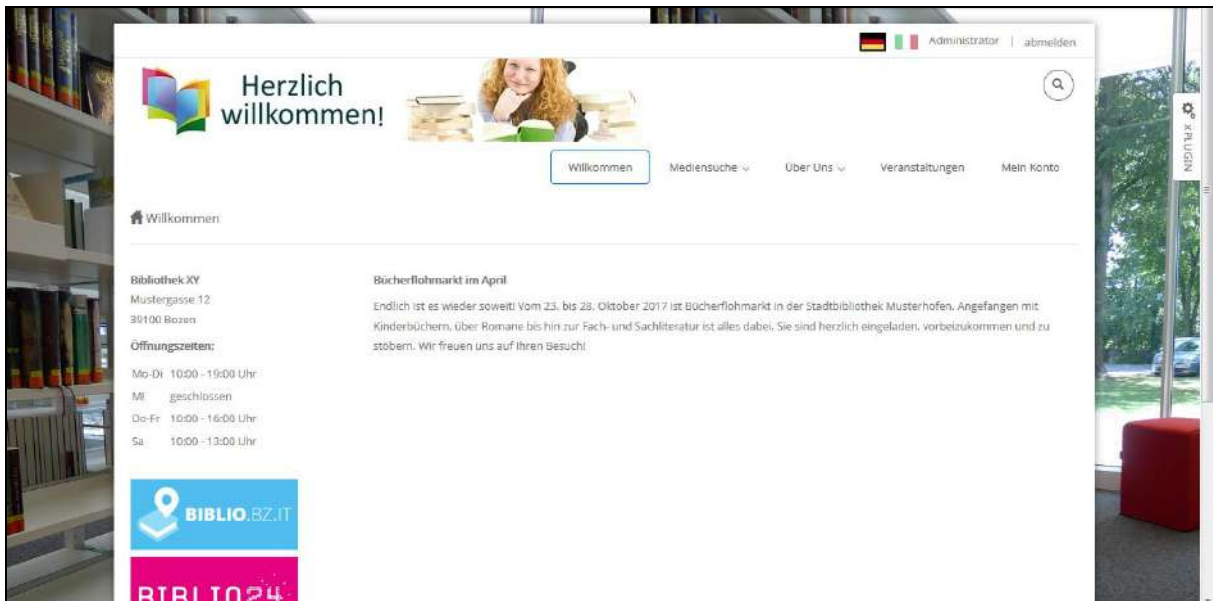 Administrator | abmelden
Herzlich
willkommen!
X PLUGIN
Willkommen Mediensuche Über Uns Veranstaltungen Mein Konto
Willkommen
Bibliothek XY
Mustergasse 12
39100 Bozen
Öffnungszeiten:
Mo-Di 10:00 - 19:00 Uhr
Mi geschlossen
Do-Fr 10:00 - 16:00 Uhr
Sa 10:00 - 13:00 Uhr
BIBLIO.BZ.IT
BIBLIO24
Bücherflohmarkt im April
Endlich ist es wieder soweit! Vom 23. bis 28. Oktober 2017 ist Bücherflohmarkt in der Stadtbibliothek Musterhofen. Angefangen mit
Kinderbüchern, über Romane bis hin zur Fach- und Sachliteratur ist alles dabei. Sie sind herzlich eingeladen, vorbeizukommen und zu
stöbern. Wir freuen uns auf Ihren Besuch!